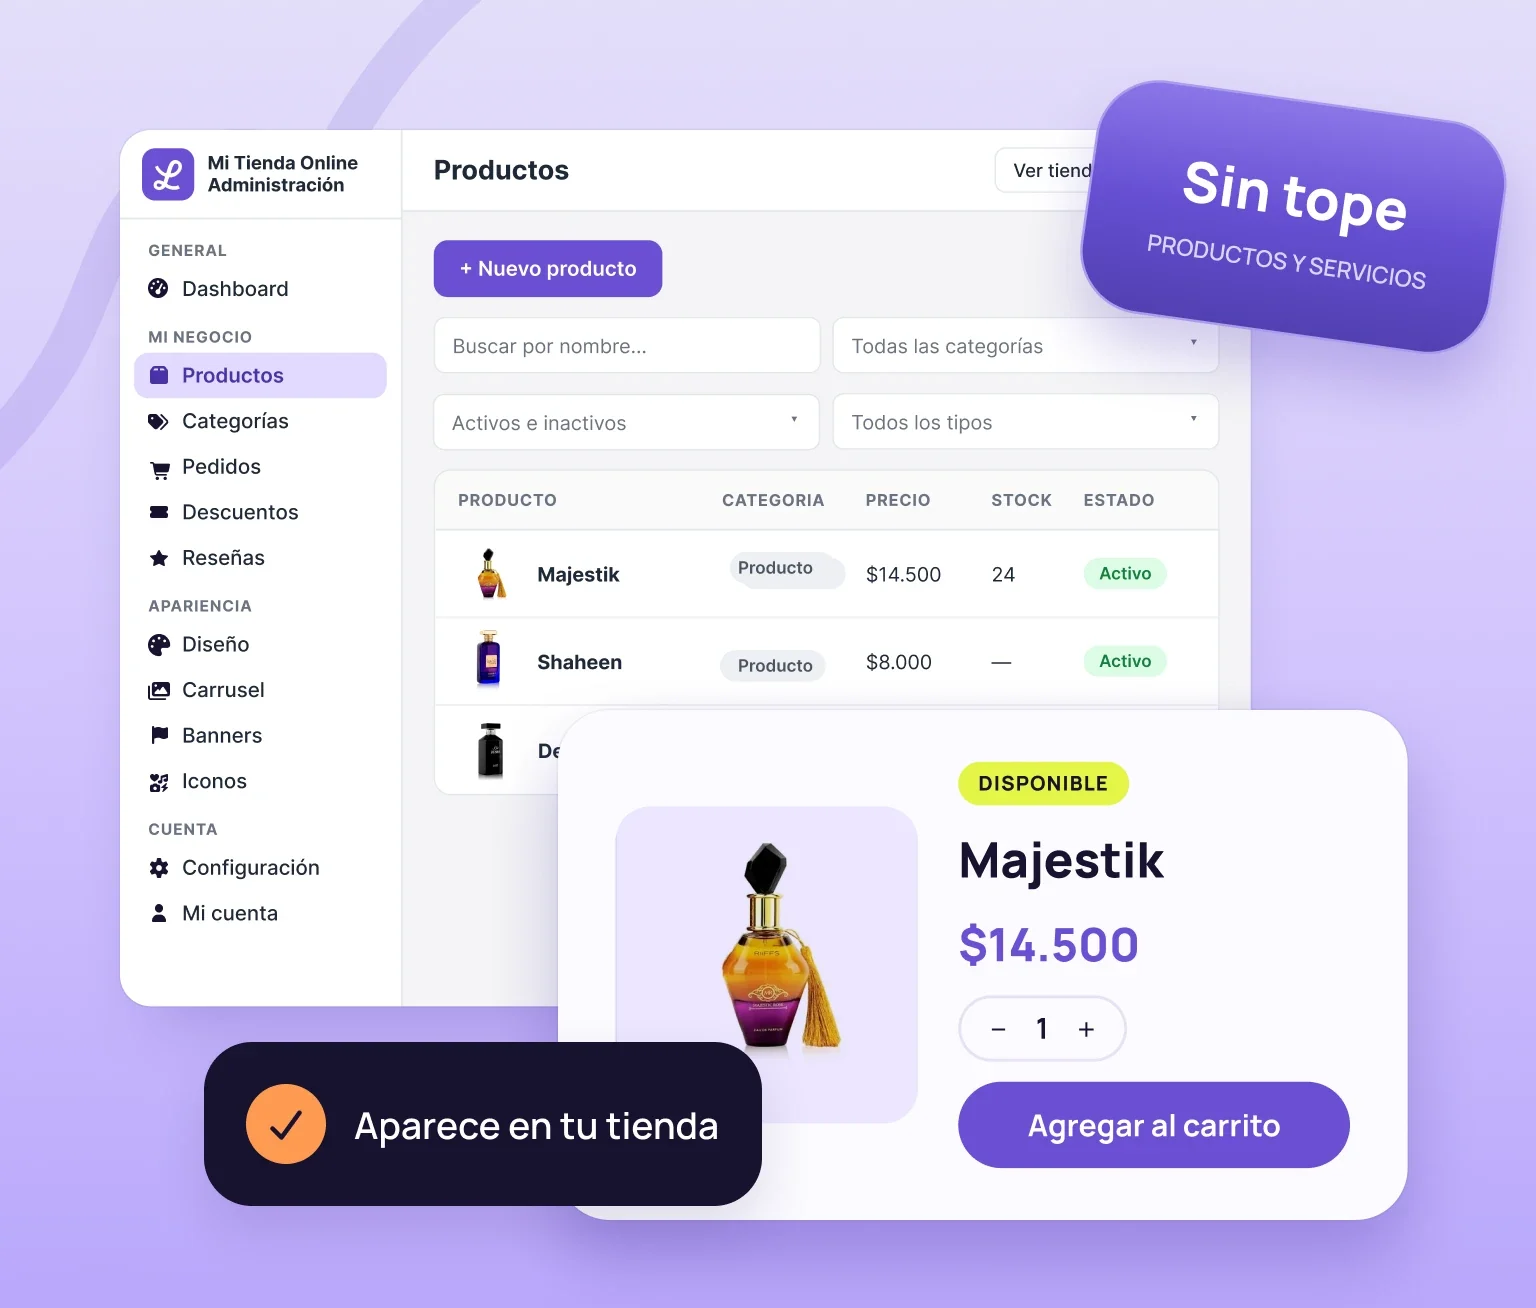 Mi Tienda Online
Administración
GENERAL
Dashboard
MI NEGOCIO
Productos
Categorías
Pedidos
Descuentos
Reseñas
APARIENCIA
Diseño
Carrusel
Banners
Iconos
CUENTA
Configuración
Mi cuenta
Productos
Ver tiend
Sin tope
PRODUCTOS Y SERVICIOS
+ Nuevo producto
Buscar por nombre...
Todas las categorías
Activos e inactivos
Todos los tipos
PRODUCTO CATEGORIA PRECIO STOCK ESTADO
Majestik Producto $14.500 24 Activo
Shaheen Producto $8.000 — Activo
De
DISPONIBLE
Majestik
$14.500
− 1 +
Agregar al carrito
Aparece en tu tienda